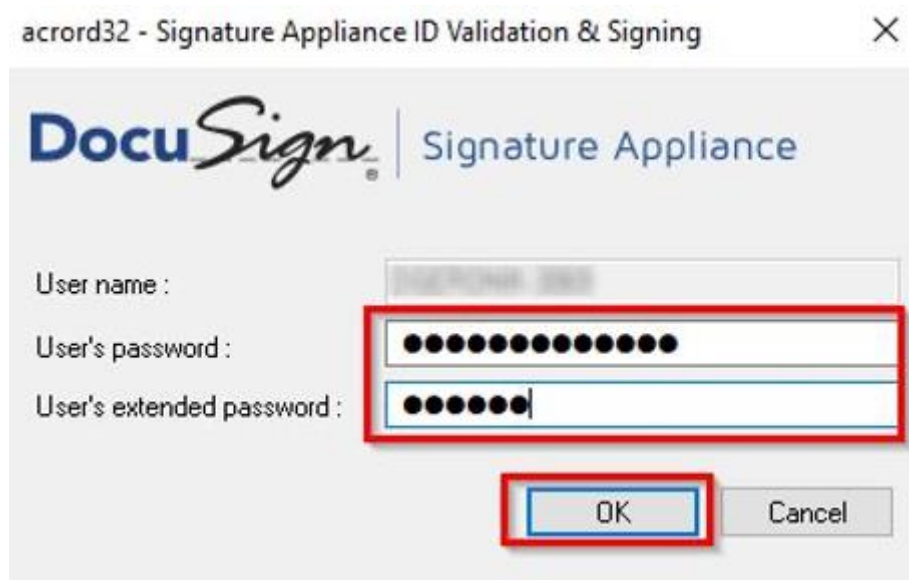 acrord32 - Signature Appliance ID Validation & Signing
DocuSign® | Signature Appliance
User name :
User's password : ●●●●●●●●●●●●●
User's extended password : ●●●●●●
OK Cancel